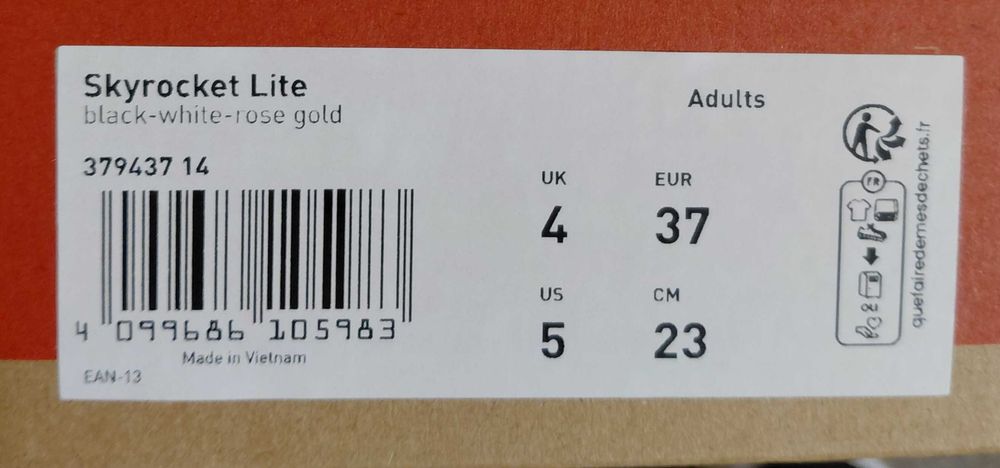 Skyrocket Lite
black-white-rose gold
Adults
379437 14
UK
4
EUR
37
US
5
CM
23
4 099686 105983
Made in Vietnam
EAN-13
FR
quefairedemesdechets.fr